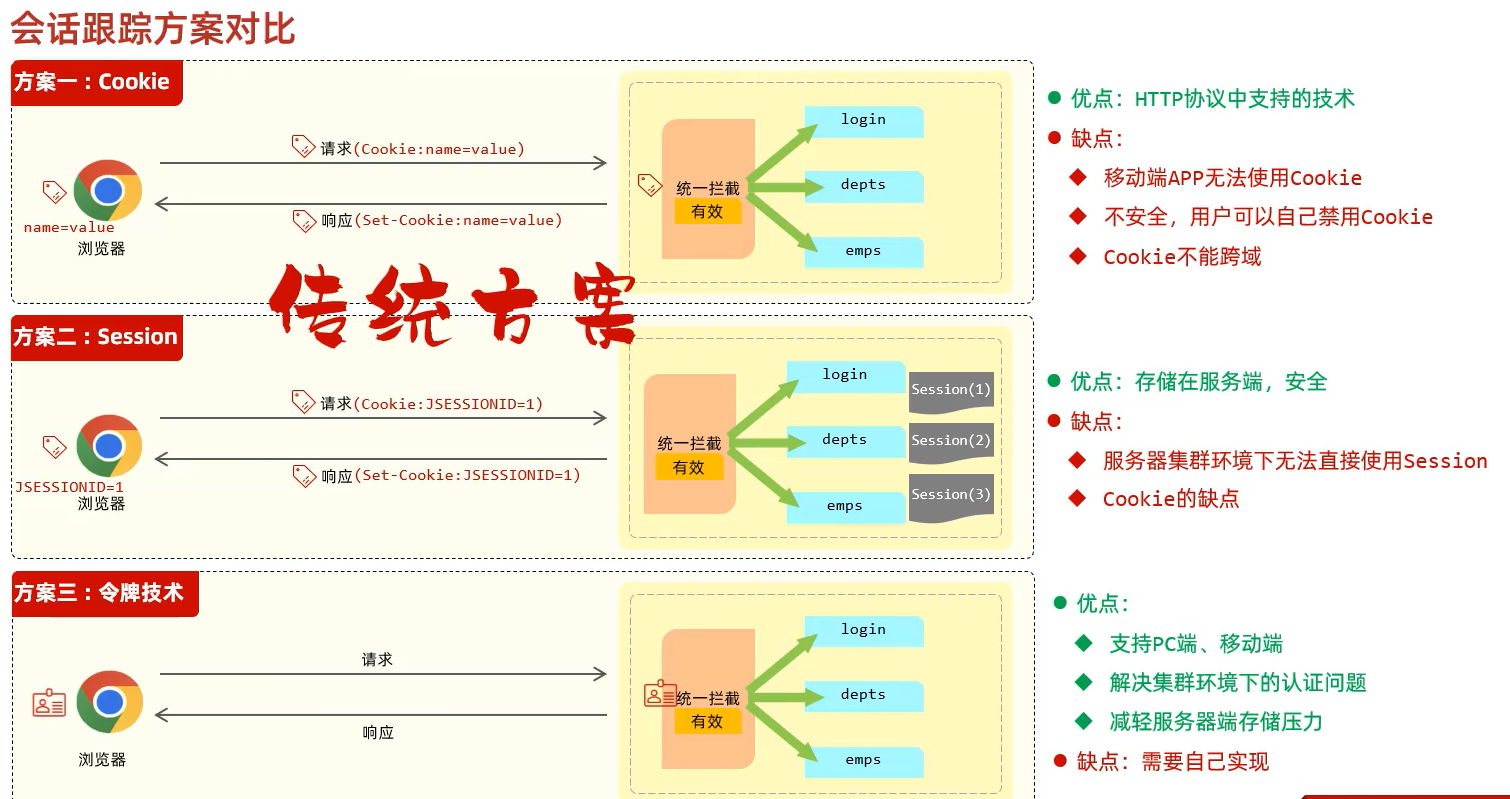 会话跟踪方案对比
方案一：Cookie
请求(Cookie:name=value)
响应(Set-Cookie:name=value)
name=value
浏览器
统一拦截
有效
login
depts
emps
优点：HTTP协议中支持的技术
缺点：
移动端APP无法使用Cookie
不安全，用户可以自己禁用Cookie
Cookie不能跨域
传统方案
方案二：Session
请求(Cookie:JSESSIONID=1)
响应(Set-Cookie:JSESSIONID=1)
JSESSIONID=1
浏览器
统一拦截
有效
login
depts
emps
Session(1)
Session(2)
Session(3)
优点：存储在服务端，安全
缺点：
服务器集群环境下无法直接使用Session
Cookie的缺点
方案三：令牌技术
请求
响应
浏览器
统一拦截
有效
login
depts
emps
优点：
支持PC端、移动端
解决集群环境下的认证问题
减轻服务器端存储压力
缺点：需要自己实现